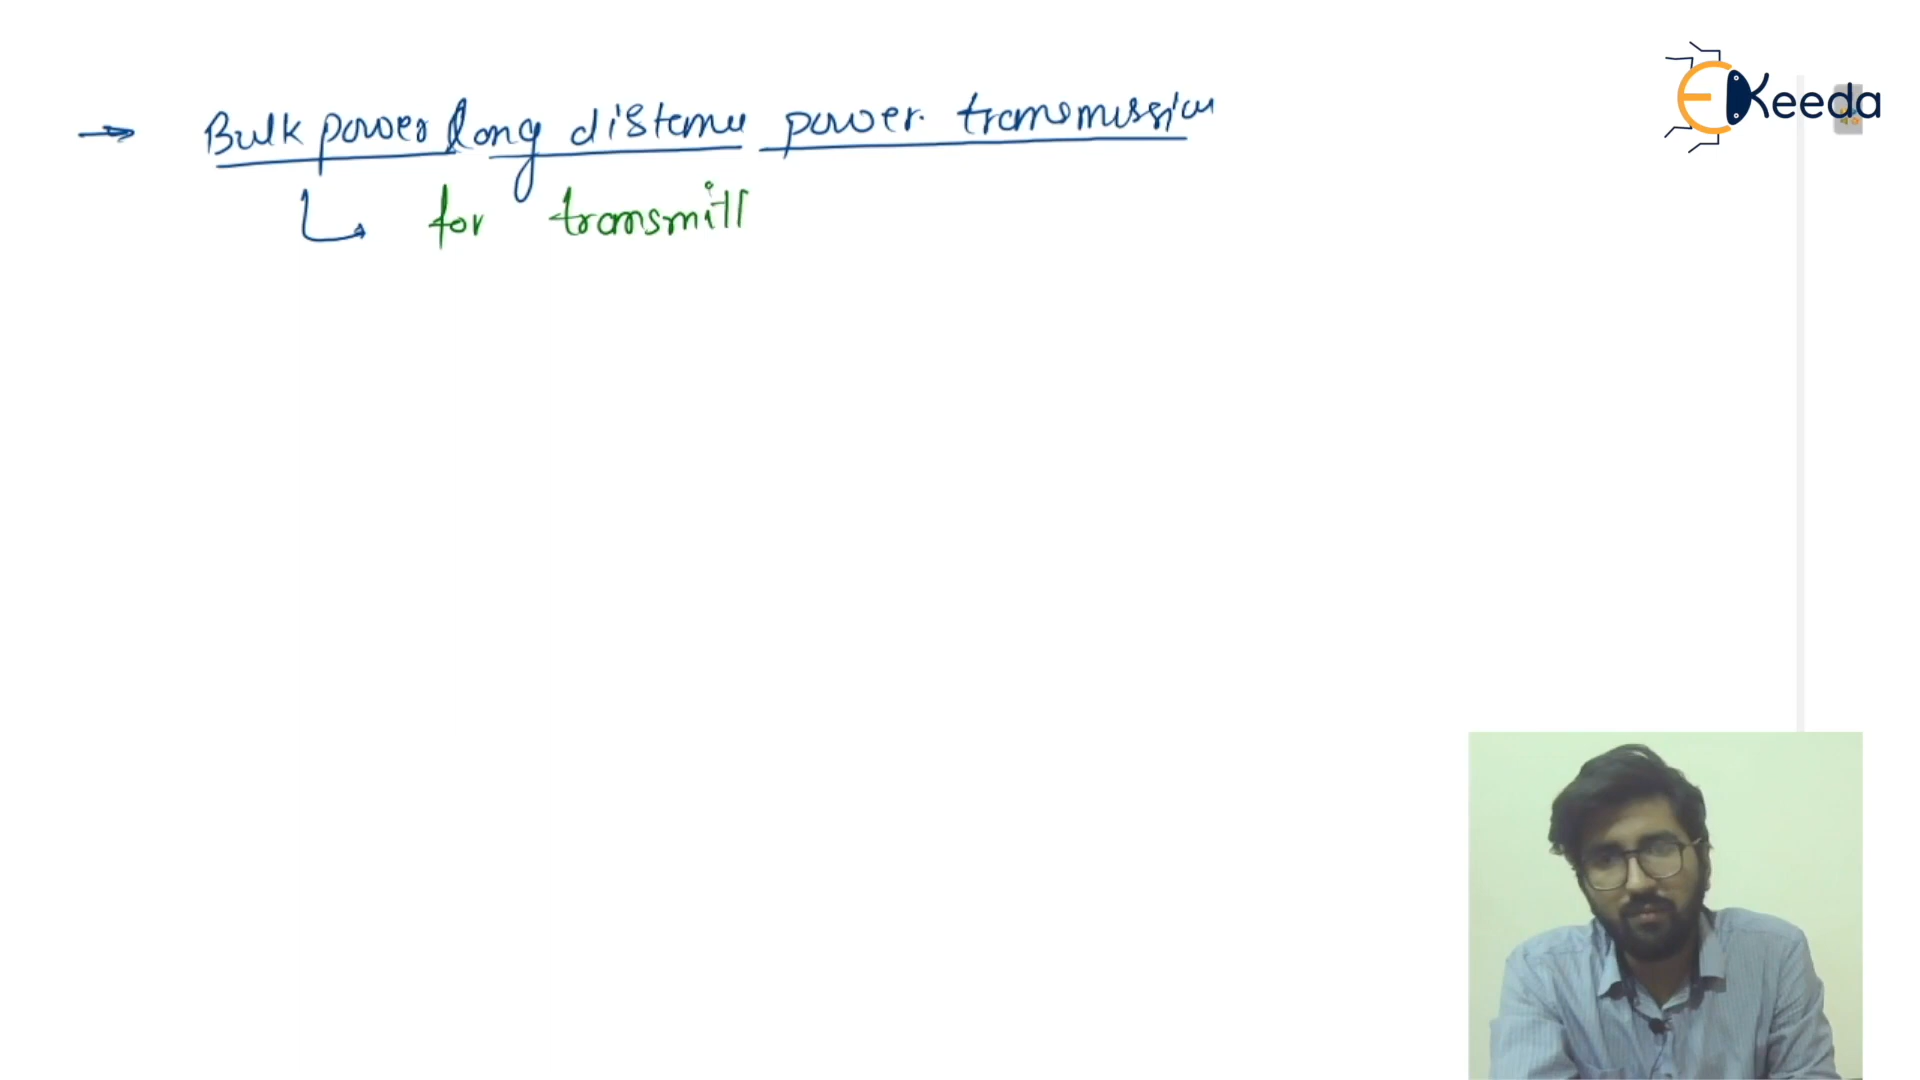 EKeeda
→ Bulk power long distance power transmission
↳ for transmitt